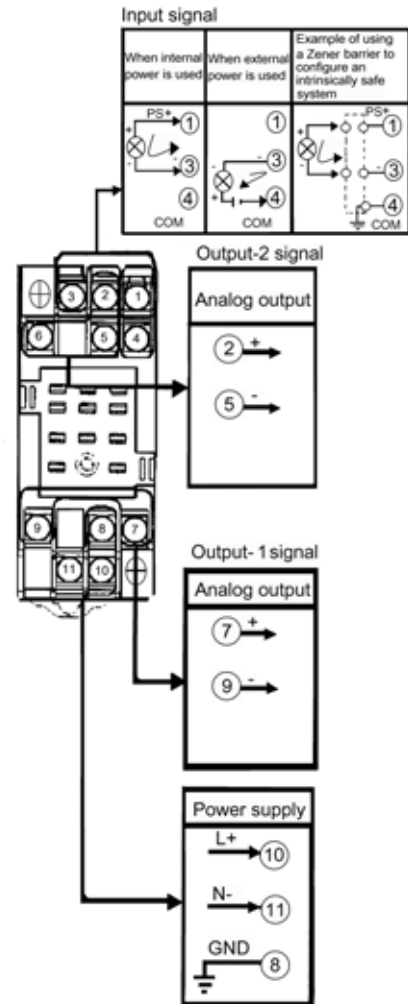 Input signal
When internal
power is used
When external
power is used
Example of using
a Zener barrier to
configure an
intrinsically safe
system
PS+
+
-
1
3
4
COM
1
-
3
+
4
COM
PS+
+
-
1
-
3
4
COM
3
2
1
6
5
4
9
8
7
11
10
Output-2 signal
Analog output
2 +
5 -
Output- 1 signal
Analog output
7 +
9 -
Power supply
L+
10
N-
11
GND
8